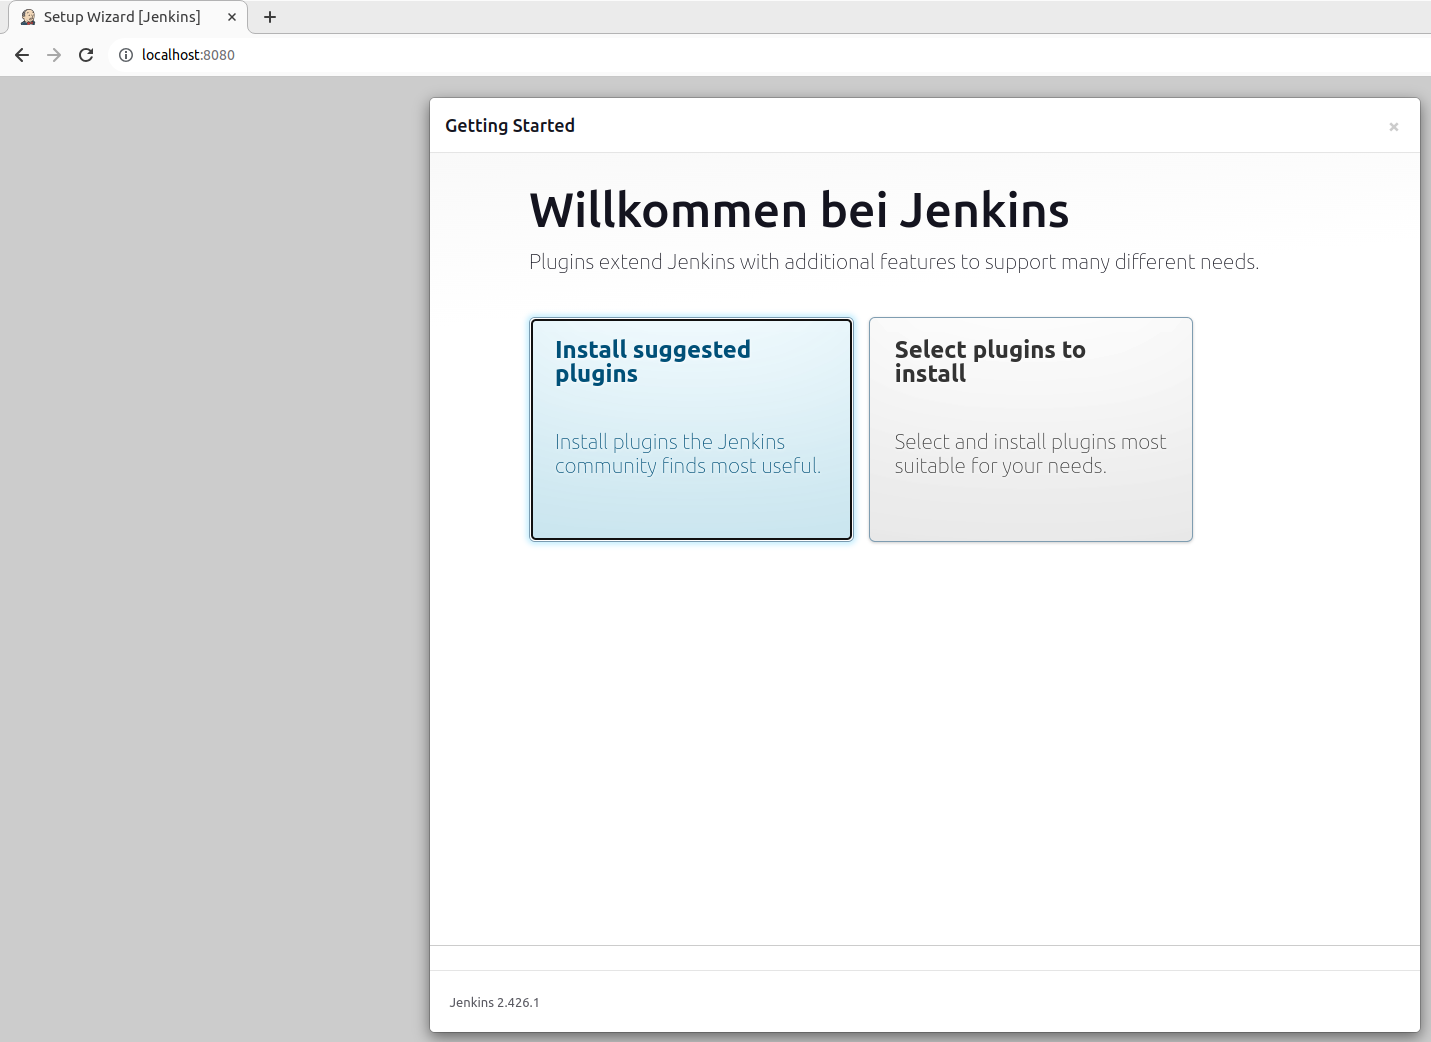 Setup Wizard [Jenkins]
localhost:8080
Getting Started
Willkommen bei Jenkins
Plugins extend Jenkins with additional features to support many different needs.
Install suggested
plugins
Install plugins the Jenkins
community finds most useful.
Select plugins to
install
Select and install plugins most
suitable for your needs.
Jenkins 2.426.1